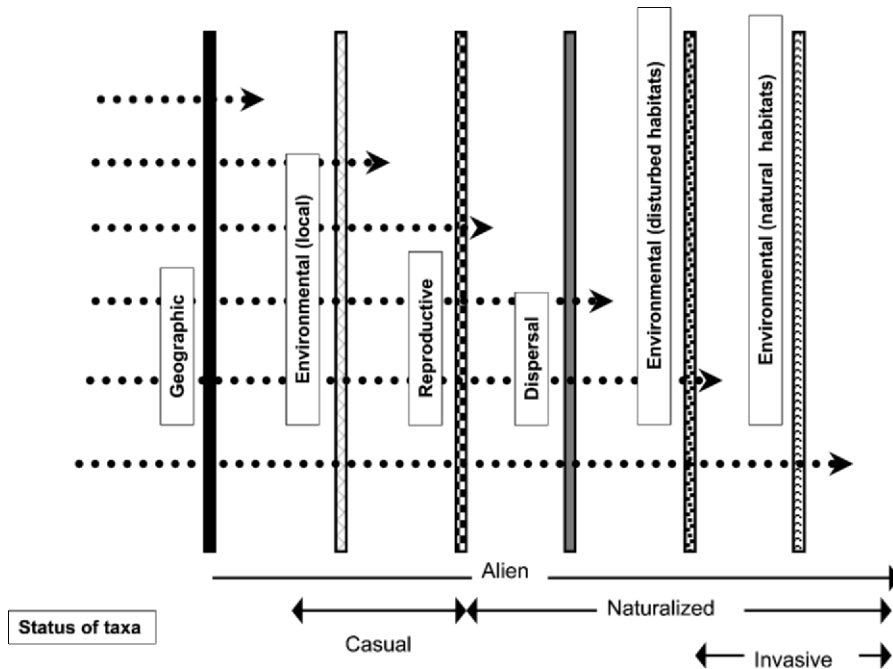 Geographic
Environmental (local)
Reproductive
Dispersal
Environmental (disturbed habitats)
Environmental (natural habitats)
Alien
Status of taxa
Naturalized
Casual
Invasive